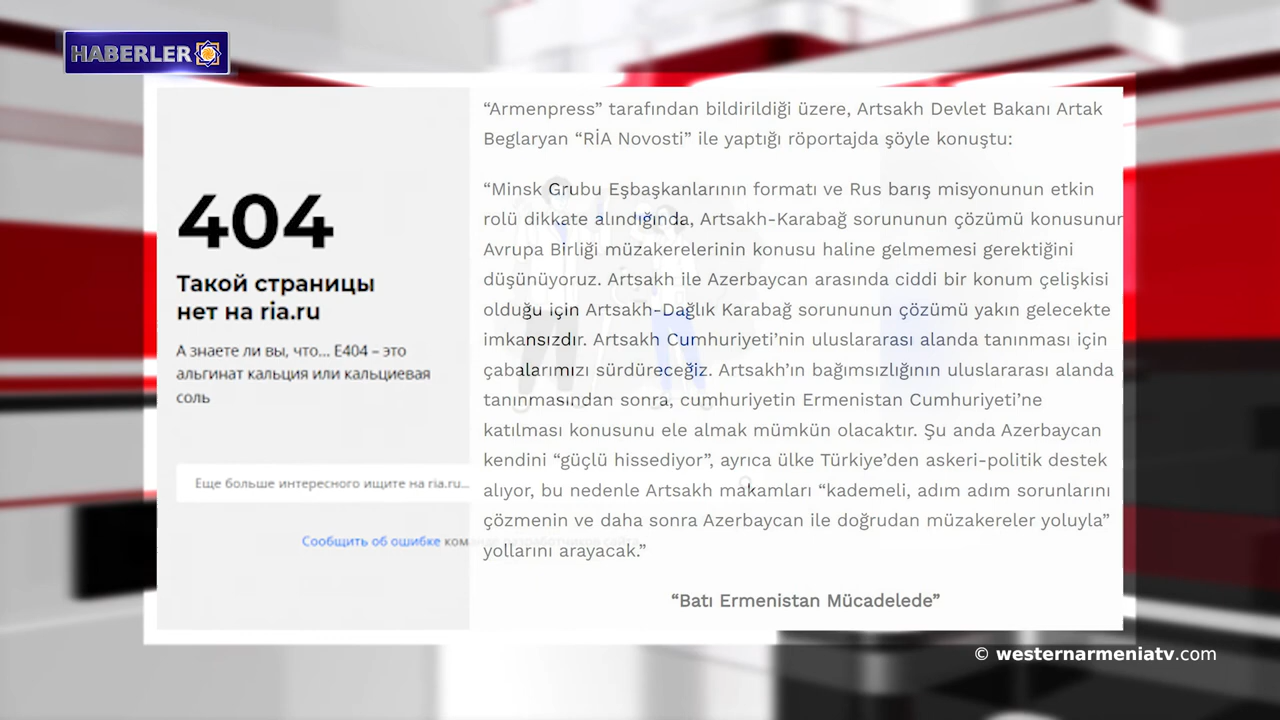 HABERLER
404
Такой страницы
нет на ria.ru
А знаете ли вы, что... Е404 – это
альгинат кальция или кальциевая
соль
Еще больше интересного ищите на ria.ru...
Сообщить об ошибке команде разработчиков сайта
“Armenpress” tarafından bildirildiği üzere, Artsakh Devlet Bakanı Artak
Beglaryan “RİA Novosti” ile yaptığı röportajda şöyle konuştu:
“Minsk Grubu Eşbaşkanlarının formatı ve Rus barış misyonunun etkin
rolü dikkate alındığında, Artsakh-Karabağ sorununun çözümü konusunun
Avrupa Birliği müzakerelerinin konusu haline gelmemesi gerektiğini
düşünüyoruz. Artsakh ile Azerbaycan arasında ciddi bir konum çelişkisi
olduğu için Artsakh-Dağlık Karabağ sorununun çözümü yakın gelecekte
imkansızdır. Artsakh Cumhuriyeti’nin uluslararası alanda tanınması için
çabalarımızı sürdüreceğiz. Artsakh’ın bağımsızlığının uluslararası alanda
tanınmasından sonra, cumhuriyetin Ermenistan Cumhuriyeti’ne
katılması konusunu ele almak mümkün olacaktır. Şu anda Azerbaycan
kendini “güçlü hissediyor”, ayrıca ülke Türkiye’den askeri-politik destek
alıyor, bu nedenle Artsakh makamları “kademeli, adım adım sorunlarını
çözmenin ve daha sonra Azerbaycan ile doğrudan müzakereler yoluyla”
yollarını arayacak.”
“Batı Ermenistan Mücadelede”
© westernarmeniatv.com